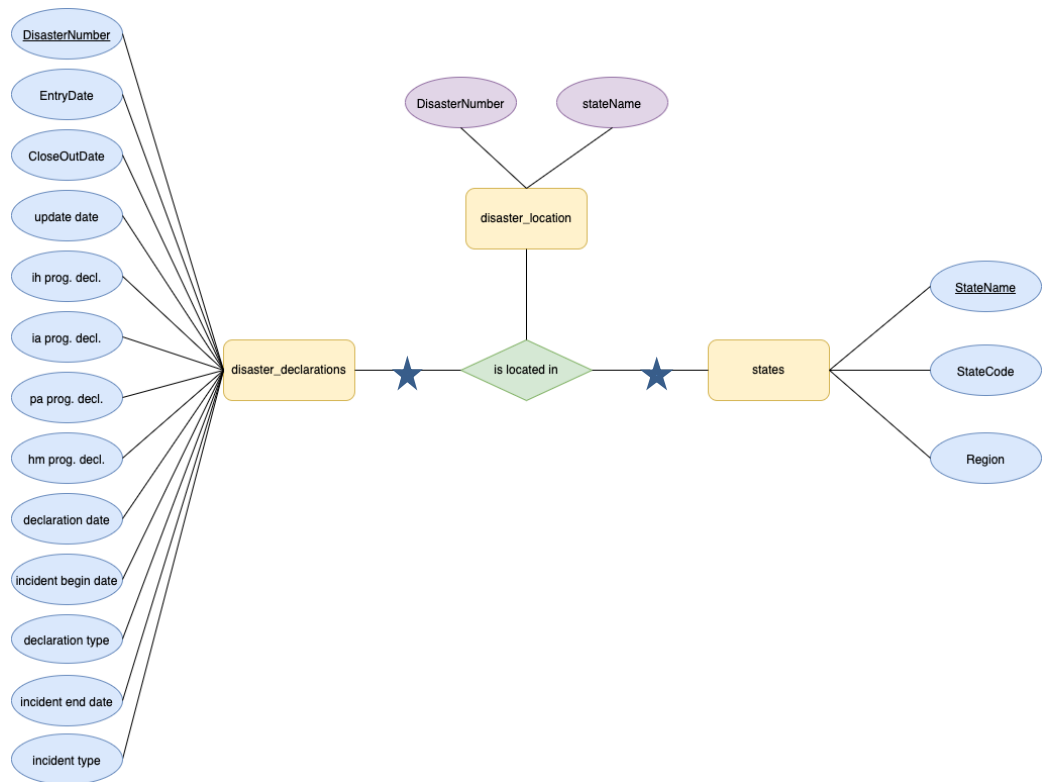 DisasterNumber
EntryDate
CloseOutDate
update date
ih prog. decl.
ia prog. decl.
pa prog. decl.
hm prog. decl.
declaration date
incident begin date
declaration type
incident end date
incident type
disaster_declarations
DisasterNumber
stateName
disaster_location
is located in
states
StateName
StateCode
Region